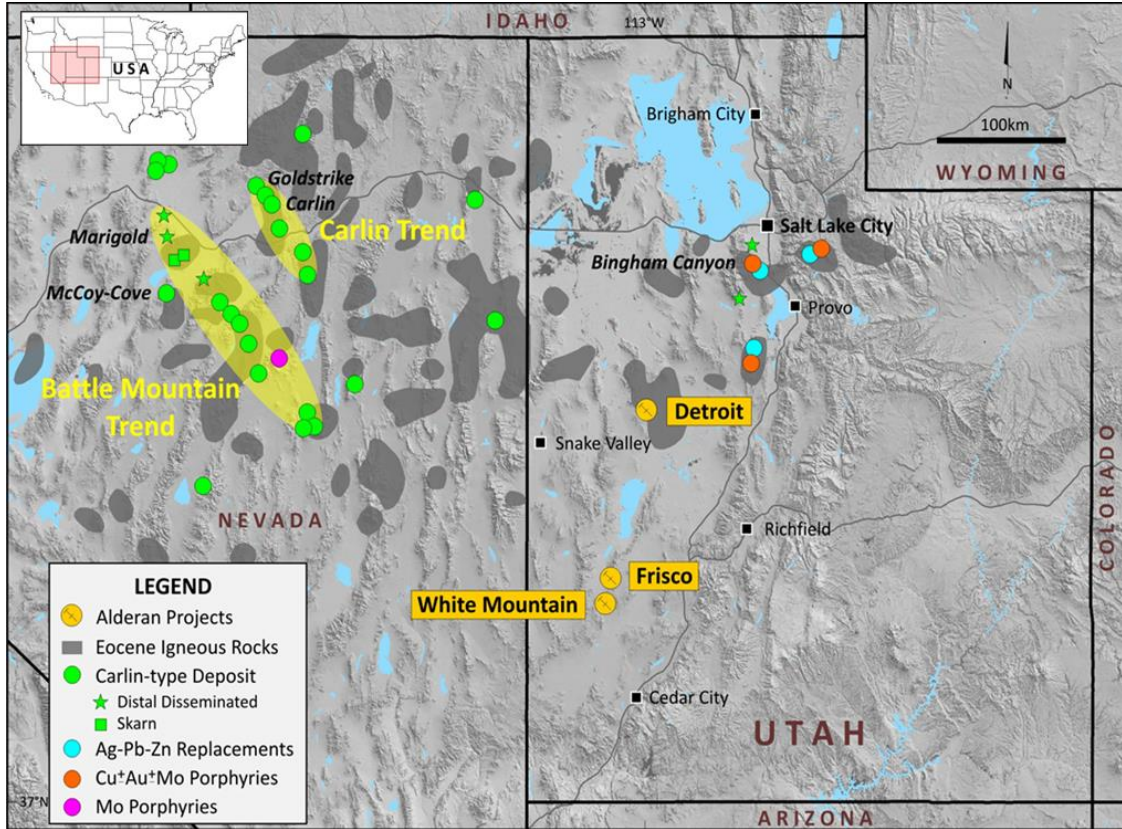 IDAHO
113°W
USA
N
100km
WYOMING
Brigham City
Goldstrike
Carlin
Carlin Trend
Salt Lake City
Marigold
Bingham Canyon
McCoy-Cove
Provo
Battle Mountain
Trend
Detroit
Snake Valley
COLORADO
NEVADA
Richfield
Frisco
White Mountain
LEGEND
Alderan Projects
Eocene Igneous Rocks
Carlin-type Deposit
Distal Disseminated
Skarn
Ag-Pb-Zn Replacements
Cu⁺Au⁺Mo Porphyries
Mo Porphyries
Cedar City
UTAH
37°N
ARIZONA